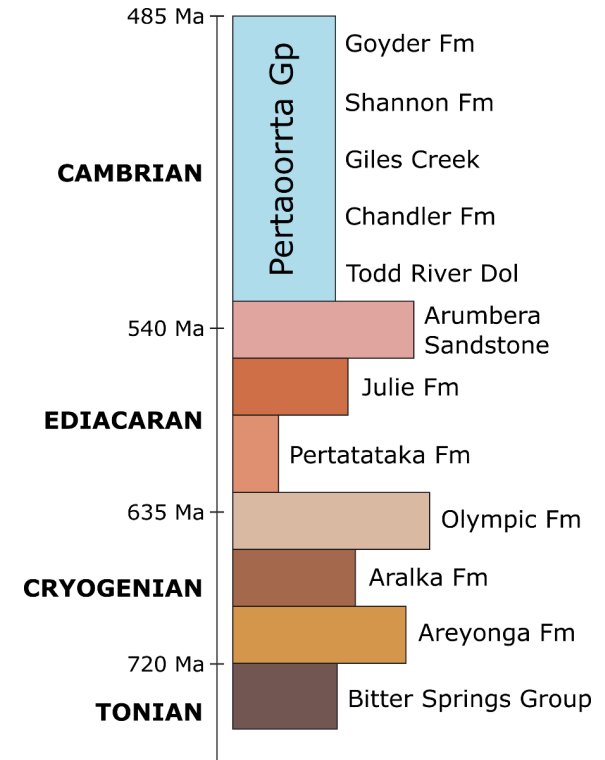 485 Ma
Pertaoorrta Gp
Goyder Fm
Shannon Fm
Giles Creek
CAMBRIAN
Chandler Fm
Todd River Dol
540 Ma
Arumbera
Sandstone
Julie Fm
EDIACARAN
Pertatataka Fm
635 Ma
Olympic Fm
CRYOGENIAN
Aralka Fm
Areyonga Fm
720 Ma
Bitter Springs Group
TONIAN